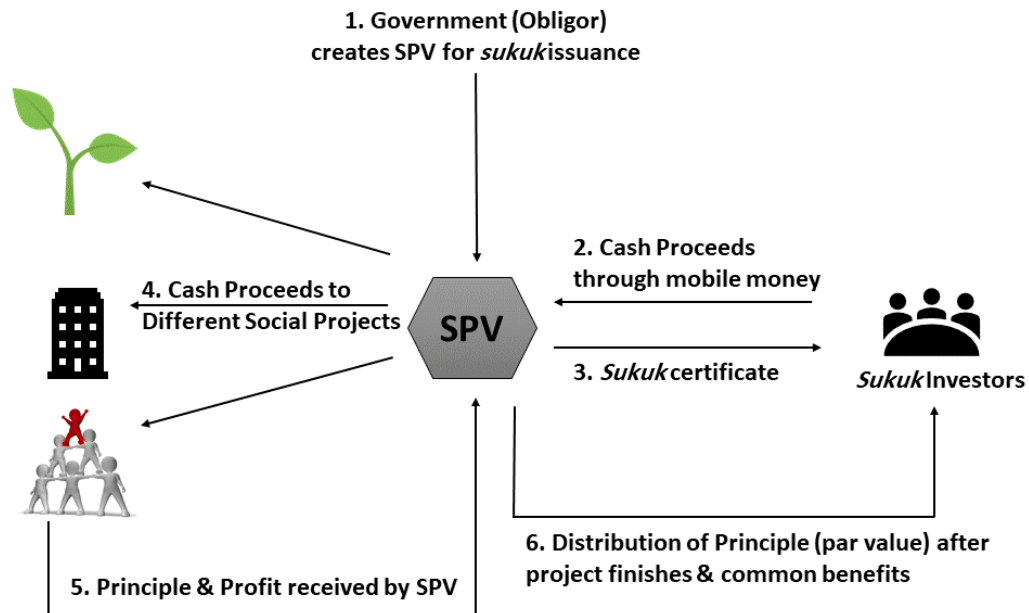 1. Government (Obligor)
creates SPV for sukuk issuance
2. Cash Proceeds
through mobile money
4. Cash Proceeds to
Different Social Projects
SPV
3. Sukuk certificate
Sukuk Investors
6. Distribution of Principle (par value) after
project finishes & common benefits
5. Principle & Profit received by SPV